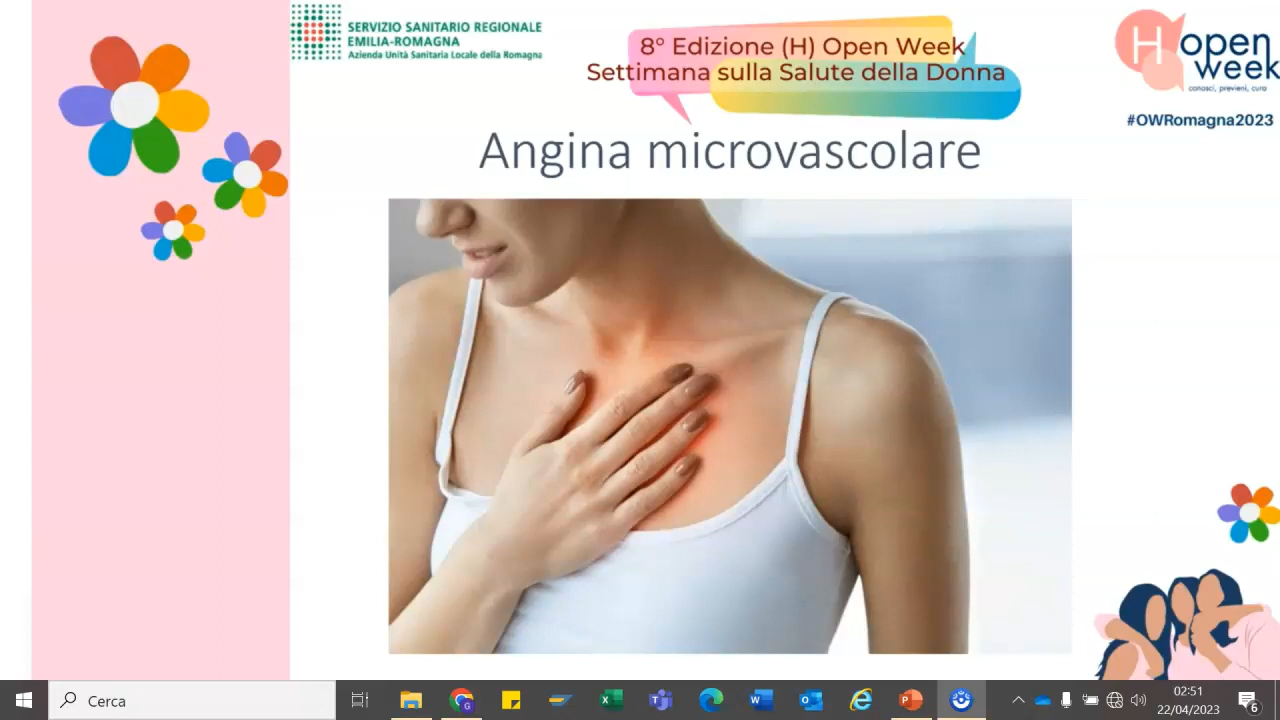 SERVIZIO SANITARIO REGIONALE
EMILIA-ROMAGNA
Azienda Unità Sanitaria Locale della Romagna
8° Edizione (H) Open Week
Settimana sulla Salute della Donna
H open
week
conosci, previeni, cura
#OWRomagna2023
Angina microvascolare
Cerca
02:51
22/04/2023
6